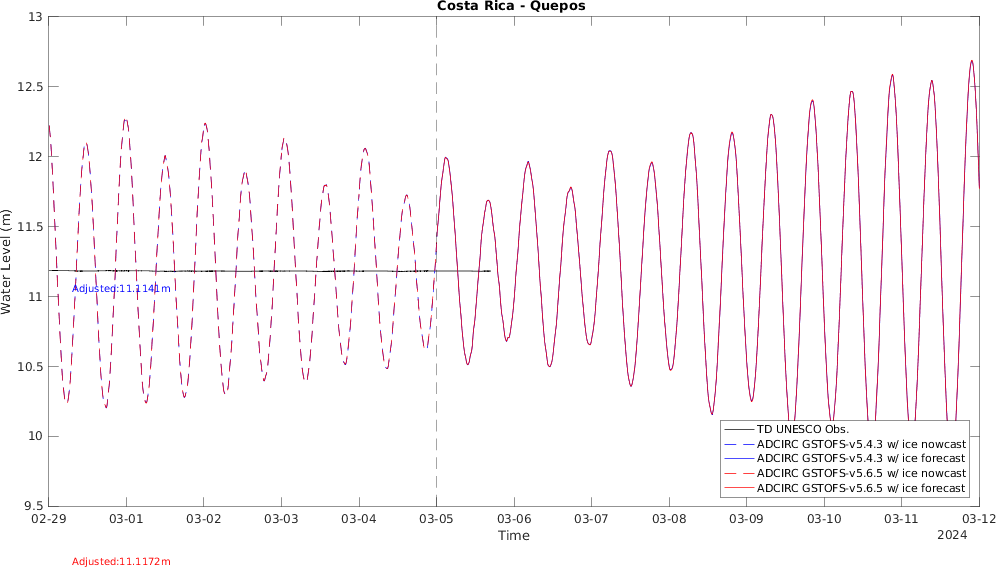 Costa Rica - Quepos
13
12.5
12
11.5
11
10.5
10
9.5
Water Level (m)
Adjusted:11.1141m
TD UNESCO Obs.
ADCIRC GSTOFS-v5.4.3 w/ ice nowcast
ADCIRC GSTOFS-v5.4.3 w/ ice forecast
ADCIRC GSTOFS-v5.6.5 w/ ice nowcast
ADCIRC GSTOFS-v5.6.5 w/ ice forecast
02-29 03-01 03-02 03-03 03-04 03-05 03-06 03-07 03-08 03-09 03-10 03-11 03-12
Time
2024
Adjusted:11.1172m